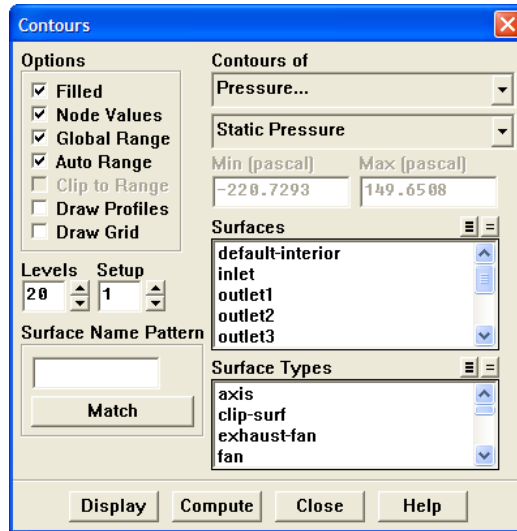 Contours
Options
Filled
Node Values
Global Range
Auto Range
Clip to Range
Draw Profiles
Draw Grid
Levels Setup
20 1
Surface Name Pattern
Match
Contours of
Pressure...
Static Pressure
Min (pascal) Max (pascal)
-220.7293 149.6508
Surfaces
default-interior
inlet
outlet1
outlet2
outlet3
Surface Types
axis
clip-surf
exhaust-fan
fan
Display Compute Close Help